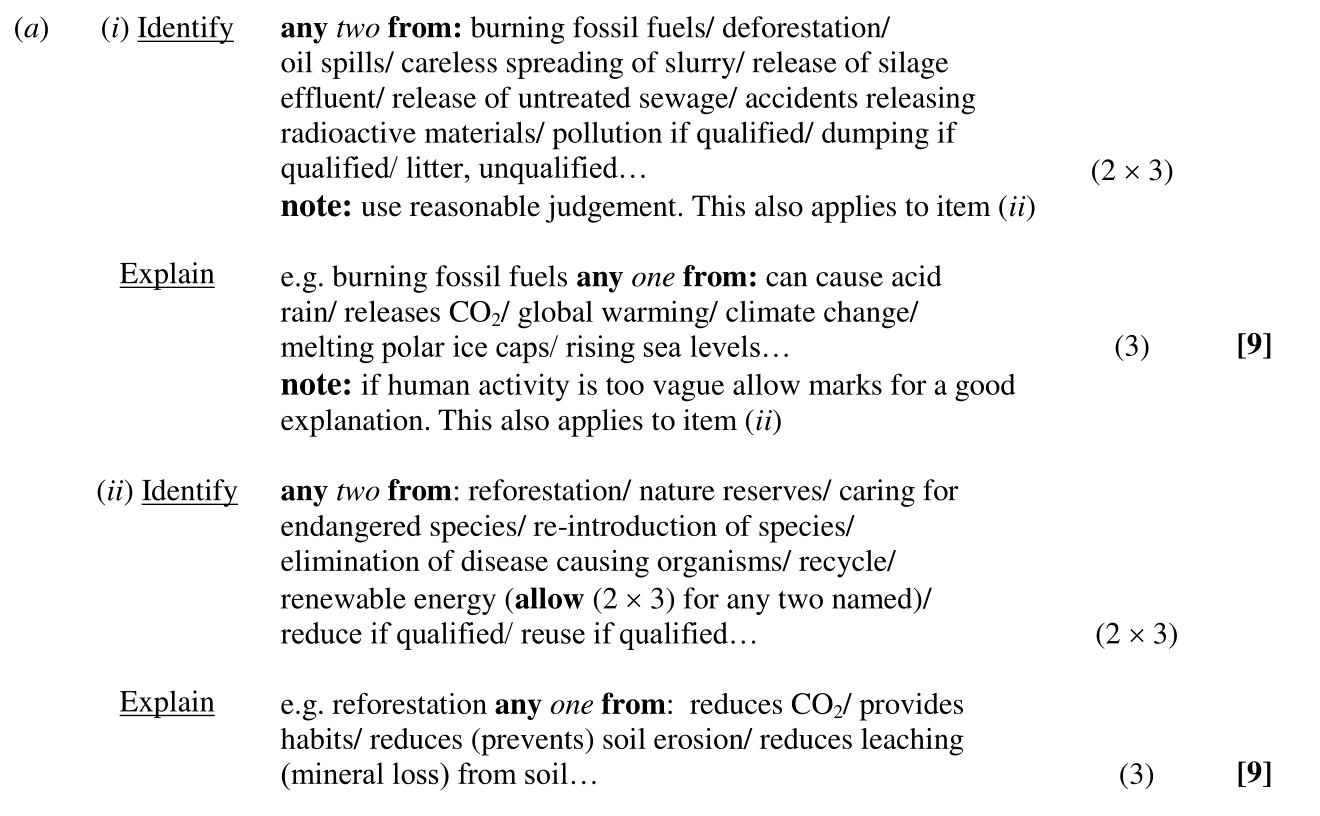 (a) (i) Identify any two from: burning fossil fuels/ deforestation/
oil spills/ careless spreading of slurry/ release of silage
effluent/ release of untreated sewage/ accidents releasing
radioactive materials/ pollution if qualified/ dumping if
qualified/ litter, unqualified… (2 × 3)
note: use reasonable judgement. This also applies to item (ii)
Explain e.g. burning fossil fuels any one from: can cause acid
rain/ releases CO₂/ global warming/ climate change/
melting polar ice caps/ rising sea levels… (3) [9]
note: if human activity is too vague allow marks for a good
explanation. This also applies to item (ii)
(ii) Identify any two from: reforestation/ nature reserves/ caring for
endangered species/ re-introduction of species/
elimination of disease causing organisms/ recycle/
renewable energy (allow (2 × 3) for any two named)/
reduce if qualified/ reuse if qualified… (2 × 3)
Explain e.g. reforestation any one from: reduces CO₂/ provides
habits/ reduces (prevents) soil erosion/ reduces leaching
(mineral loss) from soil… (3) [9]